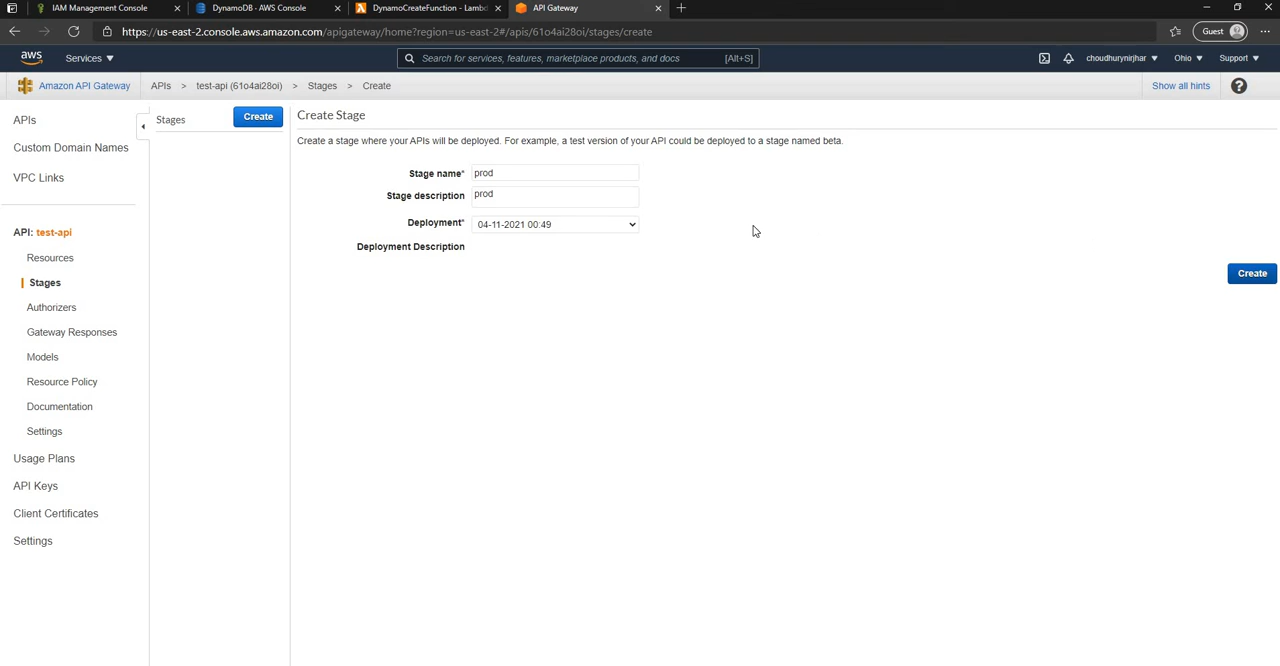 IAM Management Console
DynamoDB · AWS Console
DynamoCreateFunction - Lambd
API Gateway
https://us-east-2.console.aws.amazon.com/apigateway/home?region=us-east-2#/apis/61o4ai28oi/stages/create
Guest
aws
Services
Search for services, features, marketplace products, and docs
[Alt+S]
choudhurynirjhar
Ohio
Support
Amazon API Gateway
APIs > test-api (61o4ai28oi) > Stages > Create
Show all hints
?
APIs
Custom Domain Names
VPC Links
API: test-api
Resources
Stages
Authorizers
Gateway Responses
Models
Resource Policy
Documentation
Settings
Usage Plans
API Keys
Client Certificates
Settings
Stages
Create
Create Stage
Create a stage where your APIs will be deployed. For example, a test version of your API could be deployed to a stage named beta.
Stage name* prod
Stage description prod
Deployment* 04-11-2021 00:49
Deployment Description
Create